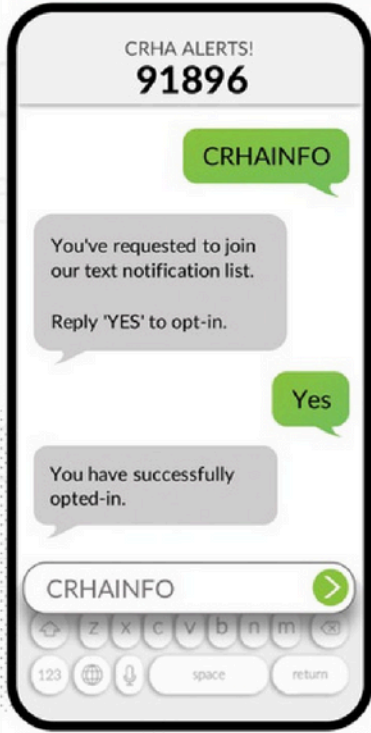 CRHA ALERTS!
91896
CRHAINFO
You've requested to join
our text notification list.
Reply 'YES' to opt-in.
Yes
You have successfully
opted-in.
CRHAINFO
z x c v b n m
123 space return